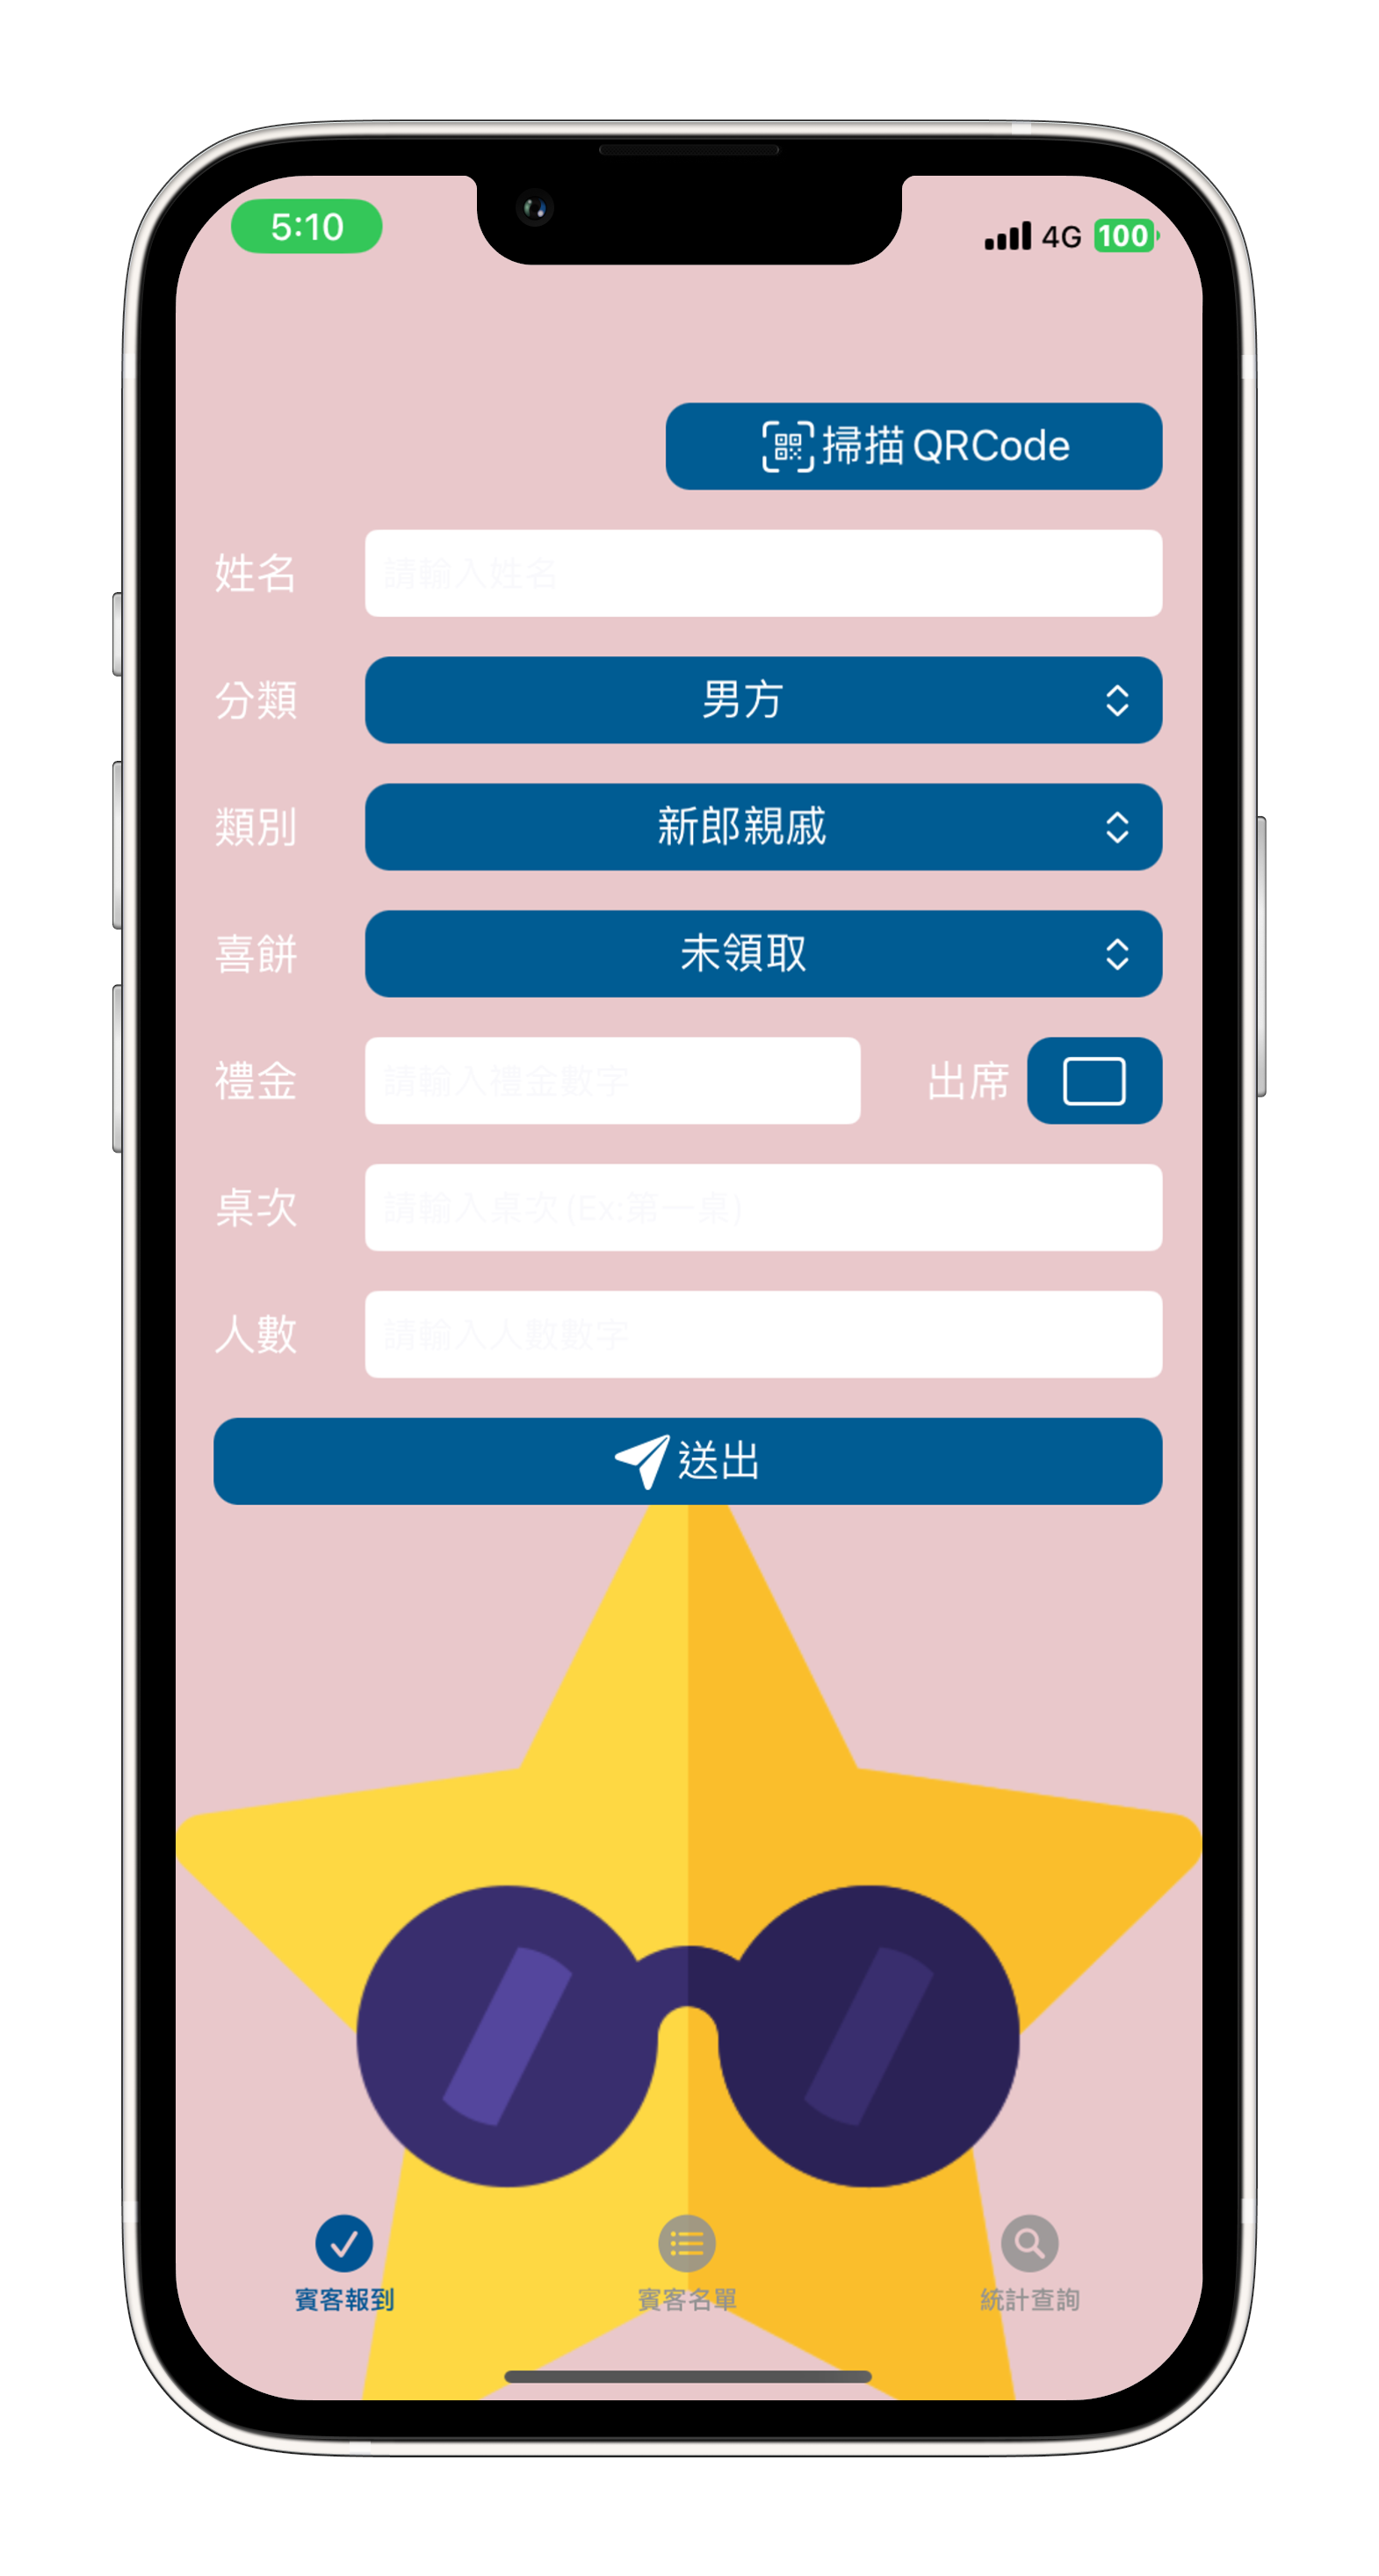 5:10
4G 100
掃描 QRCode
姓名 請輸入姓名
分類 男方
類別 新郎親戚
喜餅 未領取
禮金 請輸入禮金數字 出席
桌次 請輸入桌次 (Ex:第一桌)
人數 請輸入人數數字
送出
賓客報到 賓客名單 統計查詢